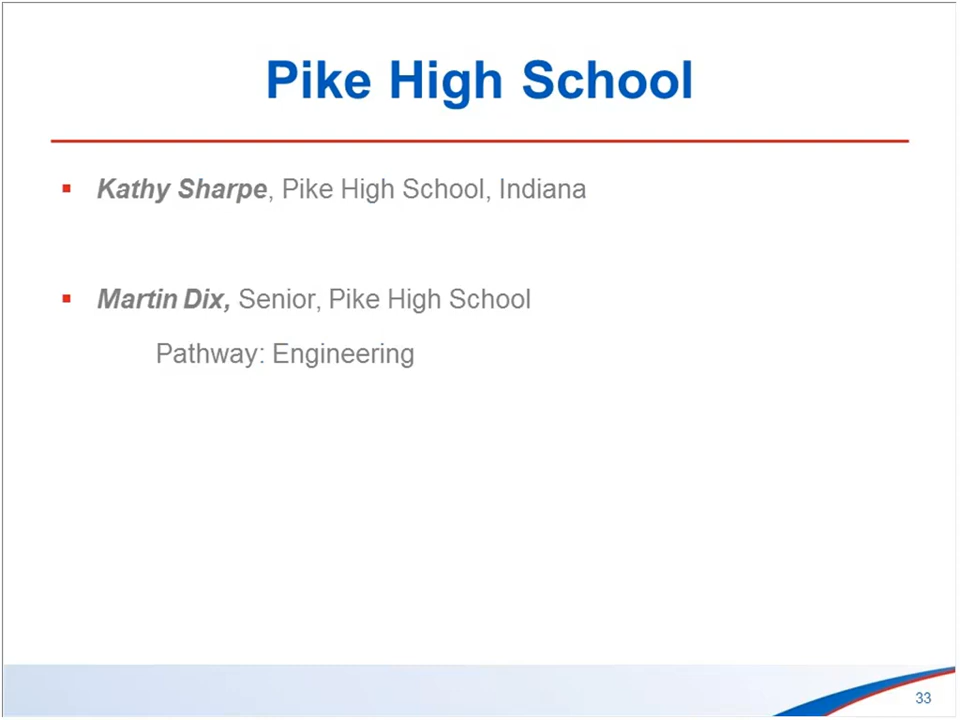 Pike High School
Kathy Sharpe, Pike High School, Indiana
Martin Dix, Senior, Pike High School
Pathway: Engineering
33